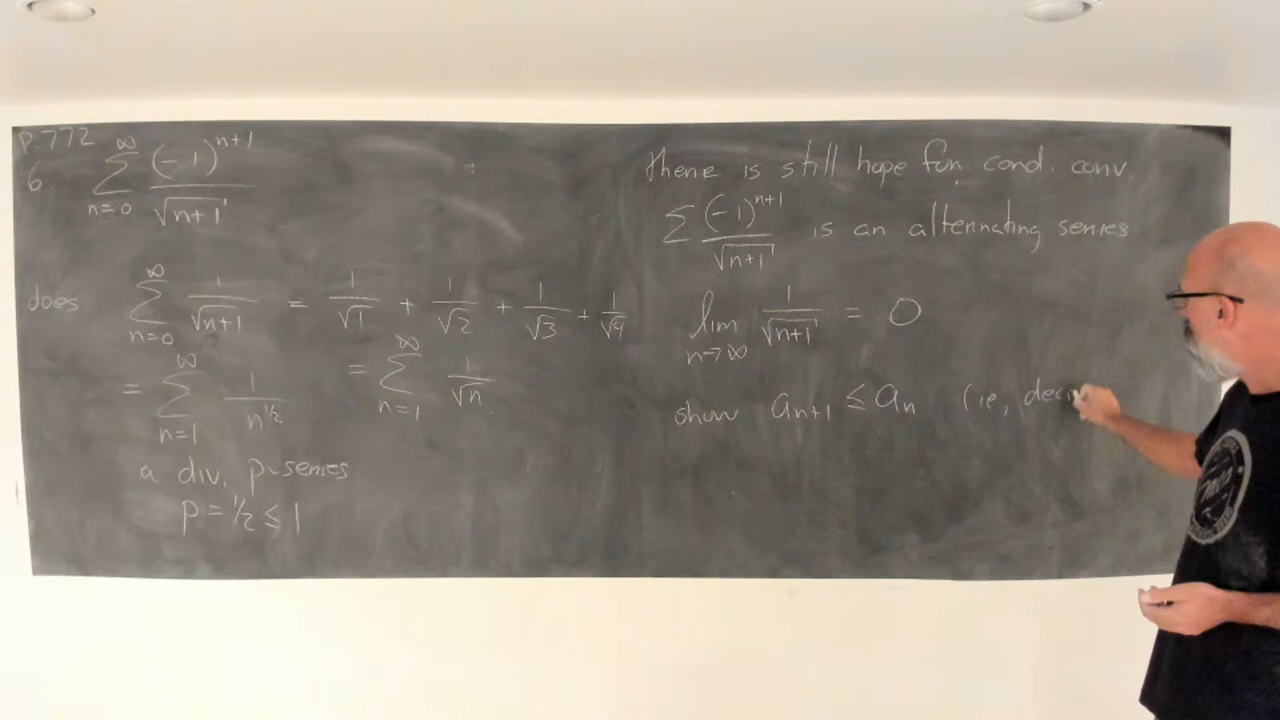 P.772
6 ∞ ∑ n=0 (-1)^{n+1} / √(n+1)
does ∞ ∑ n=0 1/√(n+1) = 1/√1 + 1/√2 + 1/√3 + 1/√4
= ∞ ∑ n=1 1/n^{1/2} = ∞ ∑ n=1 1/√n
a div. p-series
p = 1/2 ≤ 1
there is still hope for cond. conv.
∑ (-1)^{n+1} / √(n+1) is an alternating series
lim n→∞ 1/√(n+1) = 0
show a_{n+1} ≤ a_n (ie, decr